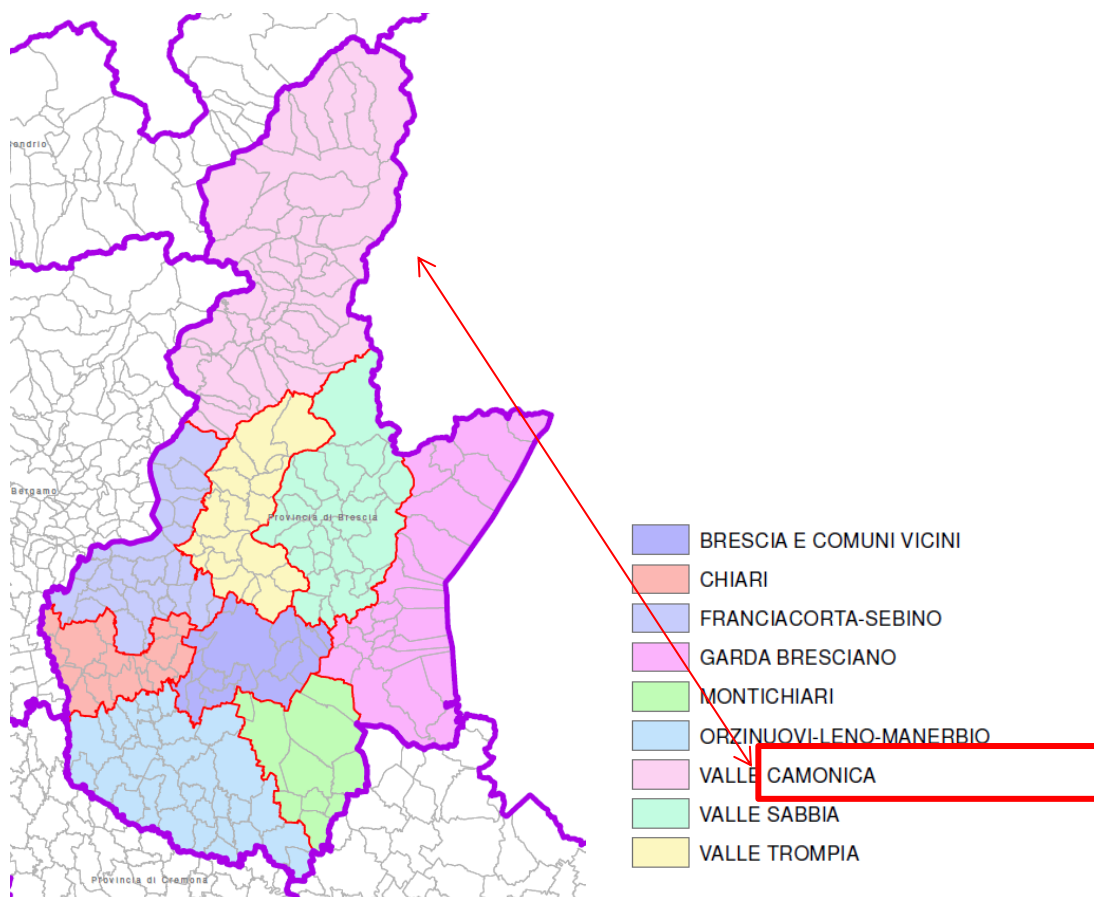 ondrio
Bergamo
Provincia di Brescia
BRESCIA E COMUNI VICINI
CHIARI
FRANCIACORTA-SEBINO
GARDA BRESCIANO
MONTICHIARI
ORZINUOVI-LENO-MANERBIO
VALLE CAMONICA
VALLE SABBIA
VALLE TROMPIA
Provincia di Cremona